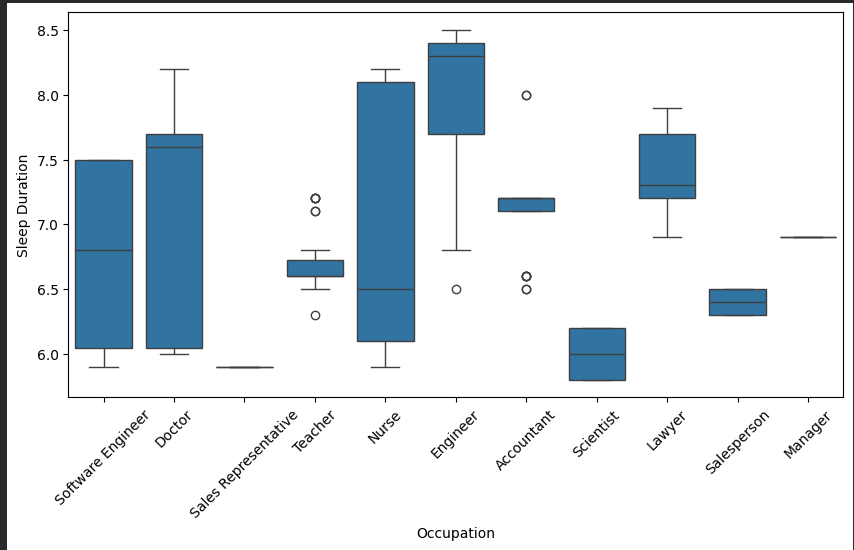 8.5
8.0
7.5
7.0
6.5
6.0
Sleep Duration
Software Engineer
Doctor
Sales Representative
Teacher
Nurse
Engineer
Accountant
Scientist
Lawyer
Salesperson
Manager
Occupation